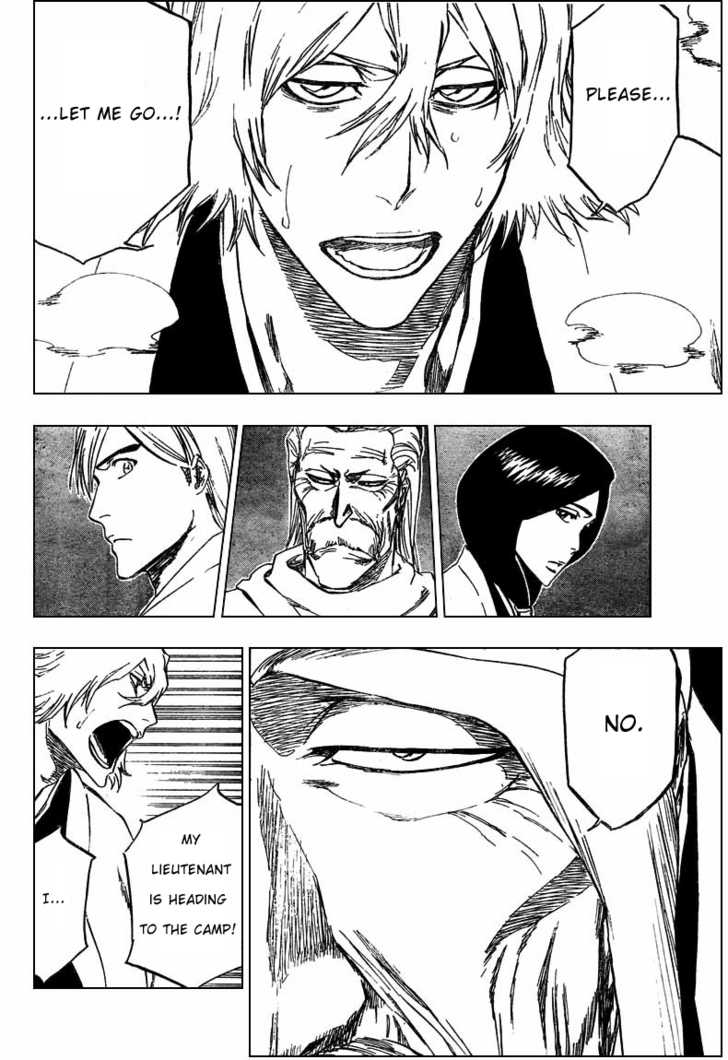 PLEASE...
...LET ME GO...!
NO.
MY
LIEUTENANT
IS HEADING
TO THE CAMP!
I...